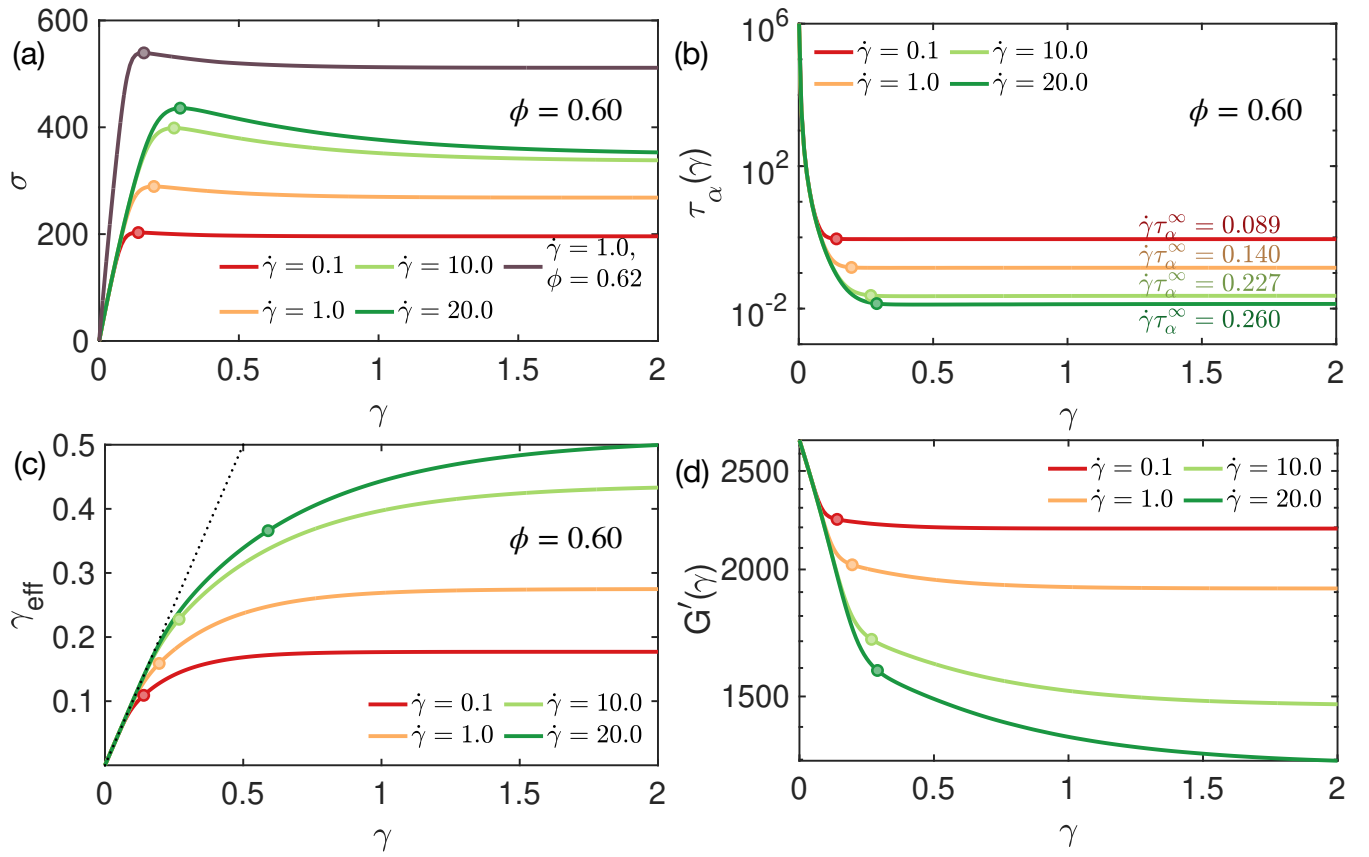 (a)
600
400
200
0
σ
ϕ = 0.60
γ̇ = 0.1
γ̇ = 10.0
γ̇ = 1.0,
ϕ = 0.62
γ̇ = 1.0
γ̇ = 20.0
0 0.5 1 1.5 2
γ
(b)
10^6
10^2
10^-2
τ_α(γ)
γ̇ = 0.1
γ̇ = 10.0
γ̇ = 1.0
γ̇ = 20.0
ϕ = 0.60
γ̇τ_α^∞ = 0.089
γ̇τ_α^∞ = 0.140
γ̇τ_α^∞ = 0.227
γ̇τ_α^∞ = 0.260
0 0.5 1 1.5 2
γ
(c)
0.5
0.4
0.3
0.2
0.1
γ_eff
ϕ = 0.60
γ̇ = 0.1
γ̇ = 10.0
γ̇ = 1.0
γ̇ = 20.0
0 0.5 1 1.5 2
γ
(d)
2500
2000
1500
G′(γ)
γ̇ = 0.1
γ̇ = 10.0
γ̇ = 1.0
γ̇ = 20.0
0 0.5 1 1.5 2
γ